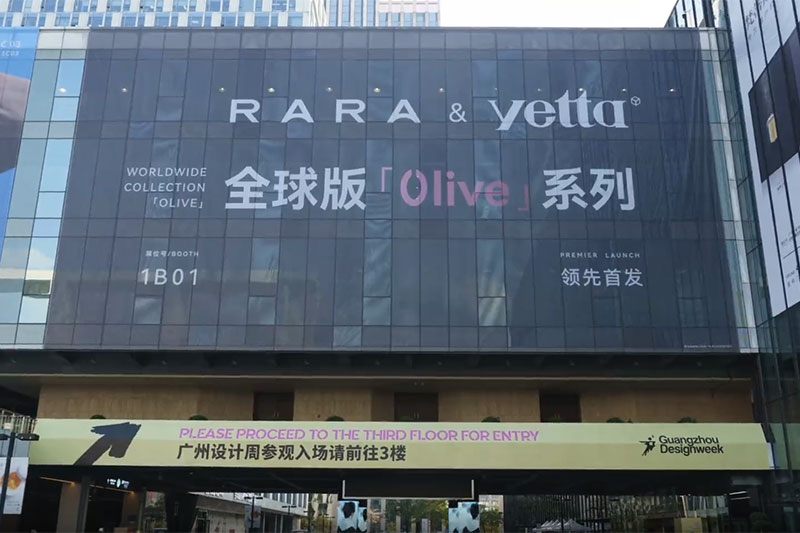 RARA & yetta
WORLDWIDE
COLLECTION
「OLIVE」
全球版「Olive」系列
展位号/BOOTH
1B01
PREMIER LAUNCH
领先首发
PLEASE PROCEED TO THE THIRD FLOOR FOR ENTRY
广州设计周参观入场请前往3楼
Guangzhou
Designweek